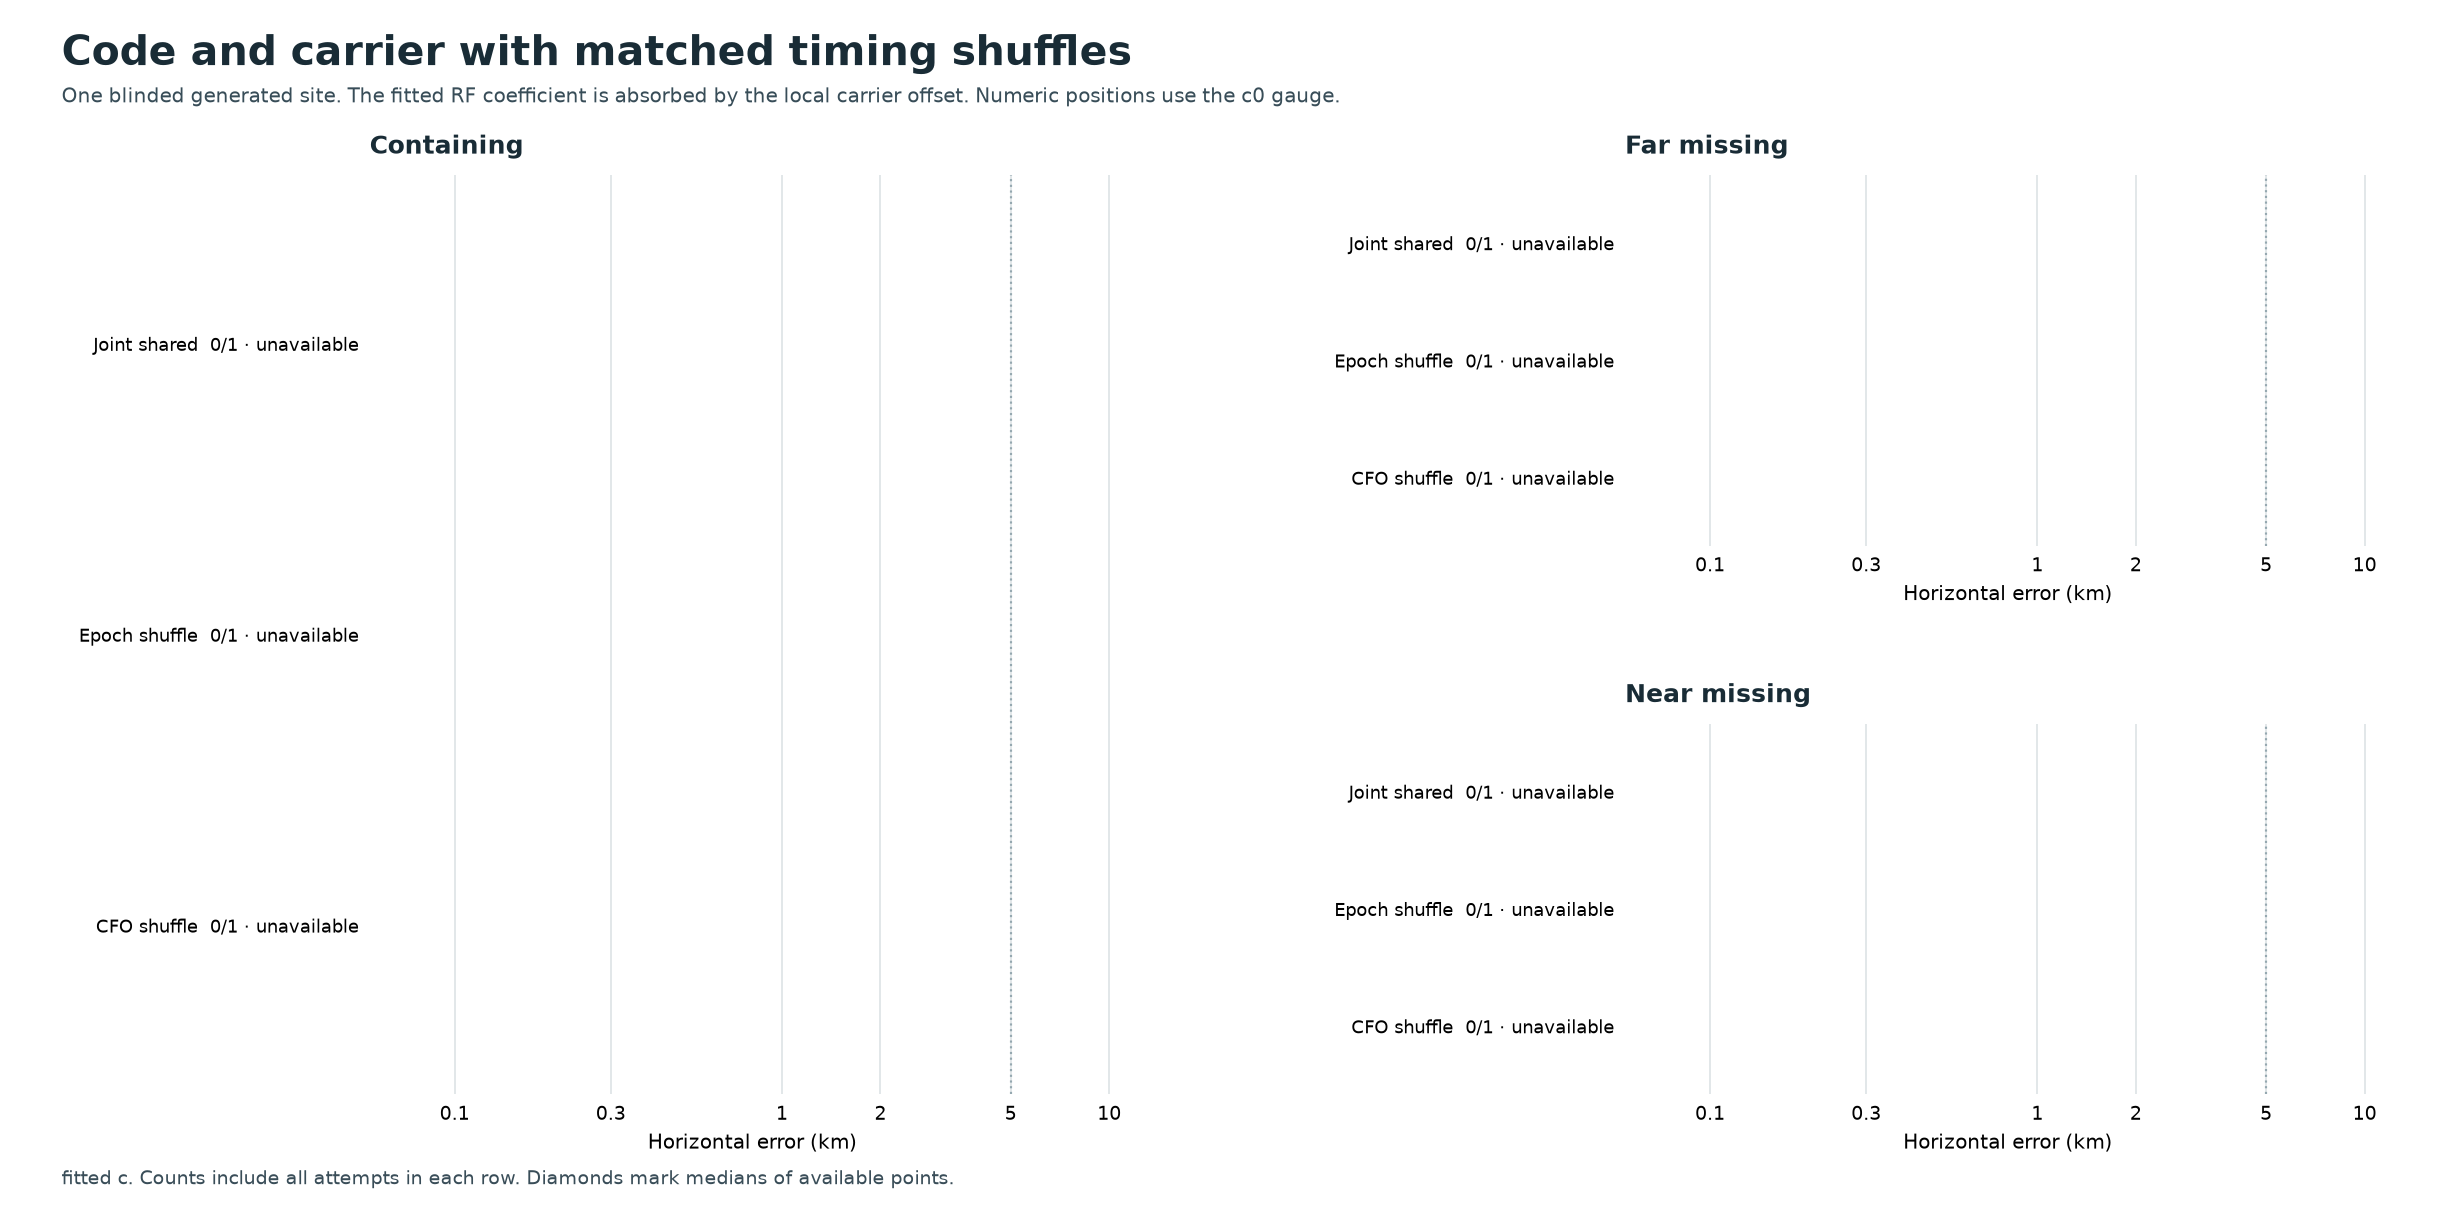 Code and carrier with matched timing shuffles
One blinded generated site. The fitted RF coefficient is absorbed by the local carrier offset. Numeric positions use the c0 gauge.
Containing
Joint shared 0/1 · unavailable
Epoch shuffle 0/1 · unavailable
CFO shuffle 0/1 · unavailable
0.1 0.3 1 2 5 10
Horizontal error (km)
Far missing
Joint shared 0/1 · unavailable
Epoch shuffle 0/1 · unavailable
CFO shuffle 0/1 · unavailable
0.1 0.3 1 2 5 10
Horizontal error (km)
Near missing
Joint shared 0/1 · unavailable
Epoch shuffle 0/1 · unavailable
CFO shuffle 0/1 · unavailable
0.1 0.3 1 2 5 10
Horizontal error (km)
fitted c. Counts include all attempts in each row. Diamonds mark medians of available points.